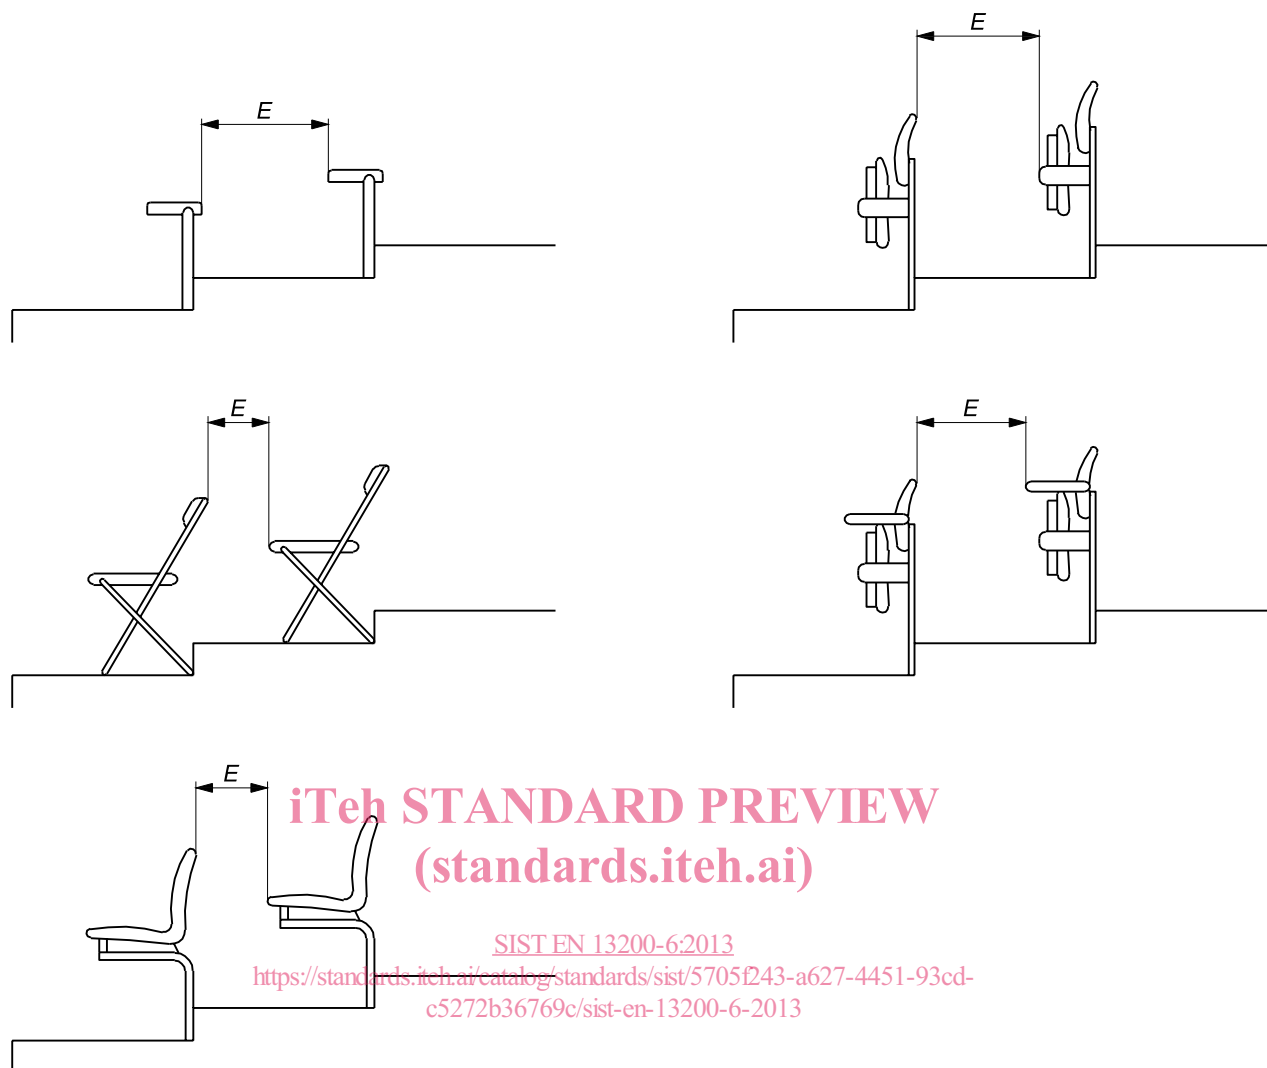 E
E
E
E
E
iTeh STANDARD PREVIEW
(standards.iteh.ai)
SIST EN 13200-6:2013
https://standards.iteh.ai/catalog/standards/sist/5705f243-a627-4451-93cd-
c5272b36769c/sist-en-13200-6-2013